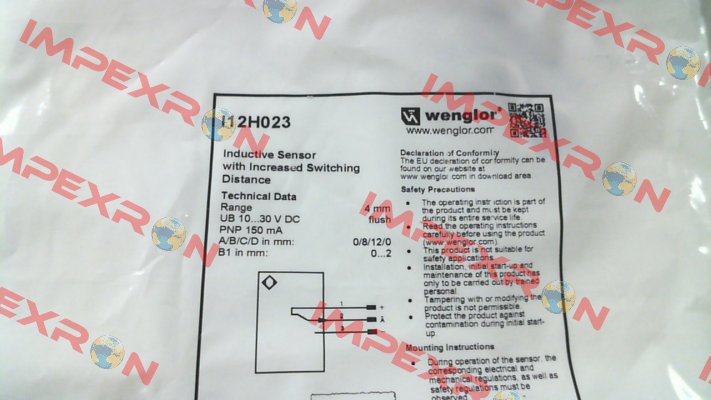 I12H023
Inductive Sensor
with Increased Switching
Distance
Technical Data
Range 4 mm
UB 10...30 V DC flush
PNP 150 mA
A/B/C/D in mm: 0/8/12/0
B1 in mm: 0...2
1 +
2 A
3 −
wenglor
www.wenglor.com
Declaration of Conformity
The EU declaration of conformity can be
found on our website at
www.wenglor.com in download area
Safety Precautions
• The operating instruction is part of
the product and must be kept
during its entire service life.
• Read the operating instructions
carefully before using the product
(www.wenglor.com)
• This product is not suitable for
safety applications.
• Installation, initial start-up and
maintenance of this product has
only to be carried out by trained
personal.
• Tampering with or modifying the
product is not permissible.
• Protect the product against
contamination during initial start-
up.
Mounting Instructions
• During operation of the sensor, the
corresponding electrical and
mechanical regulations, as well as
safety regulations must be
observed
IMPEXRON
IMPEXRON
IMPEXRON
IMPEXRON
IMPEXRON
IMPEXRON